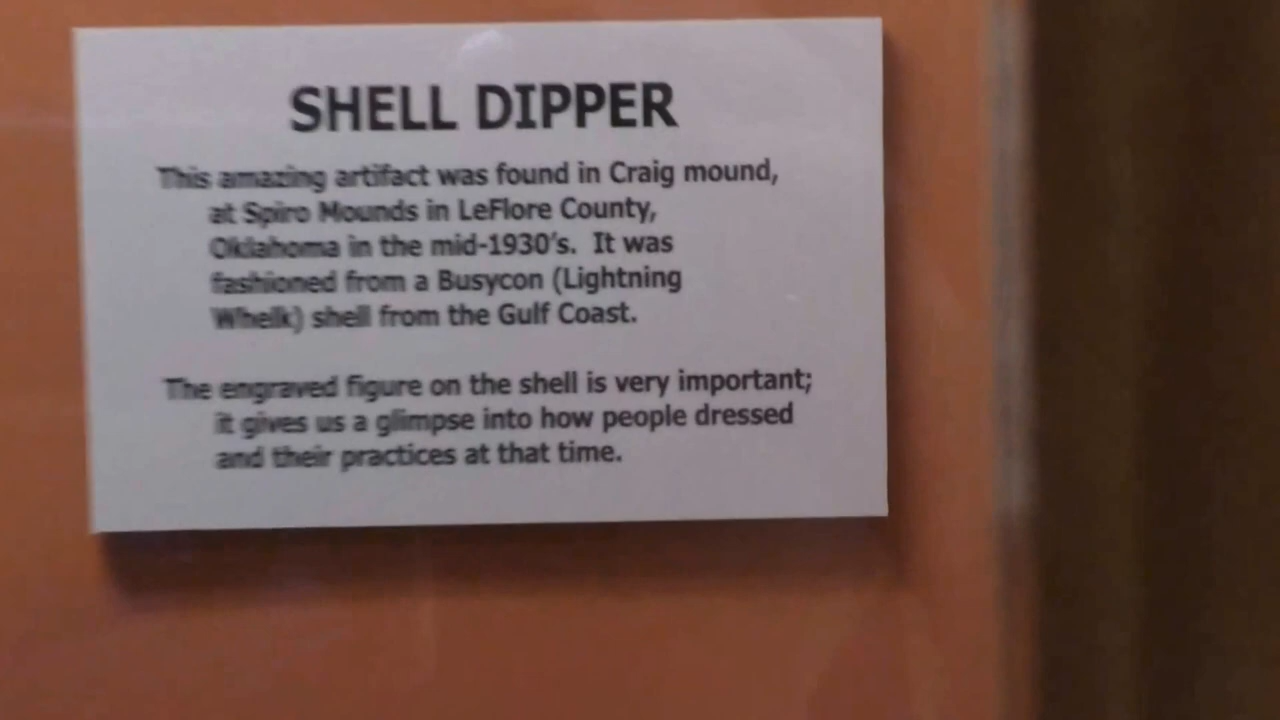 SHELL DIPPER
This amazing artifact was found in Craig mound,
at Spiro Mounds in LeFlore County,
Oklahoma in the mid-1930's.  It was
fashioned from a Busycon (Lightning
Whelk) shell from the Gulf Coast.
The engraved figure on the shell is very important;
it gives us a glimpse into how people dressed
and their practices at that time.